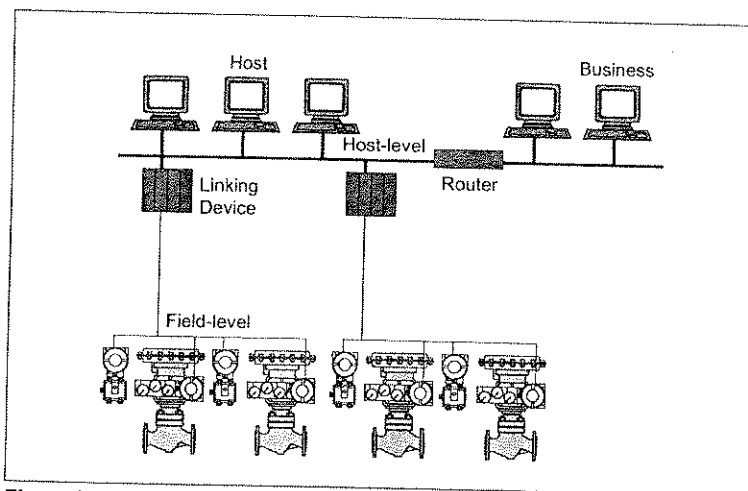 Host
Business
Host-level
Linking
Device
Router
Field-level